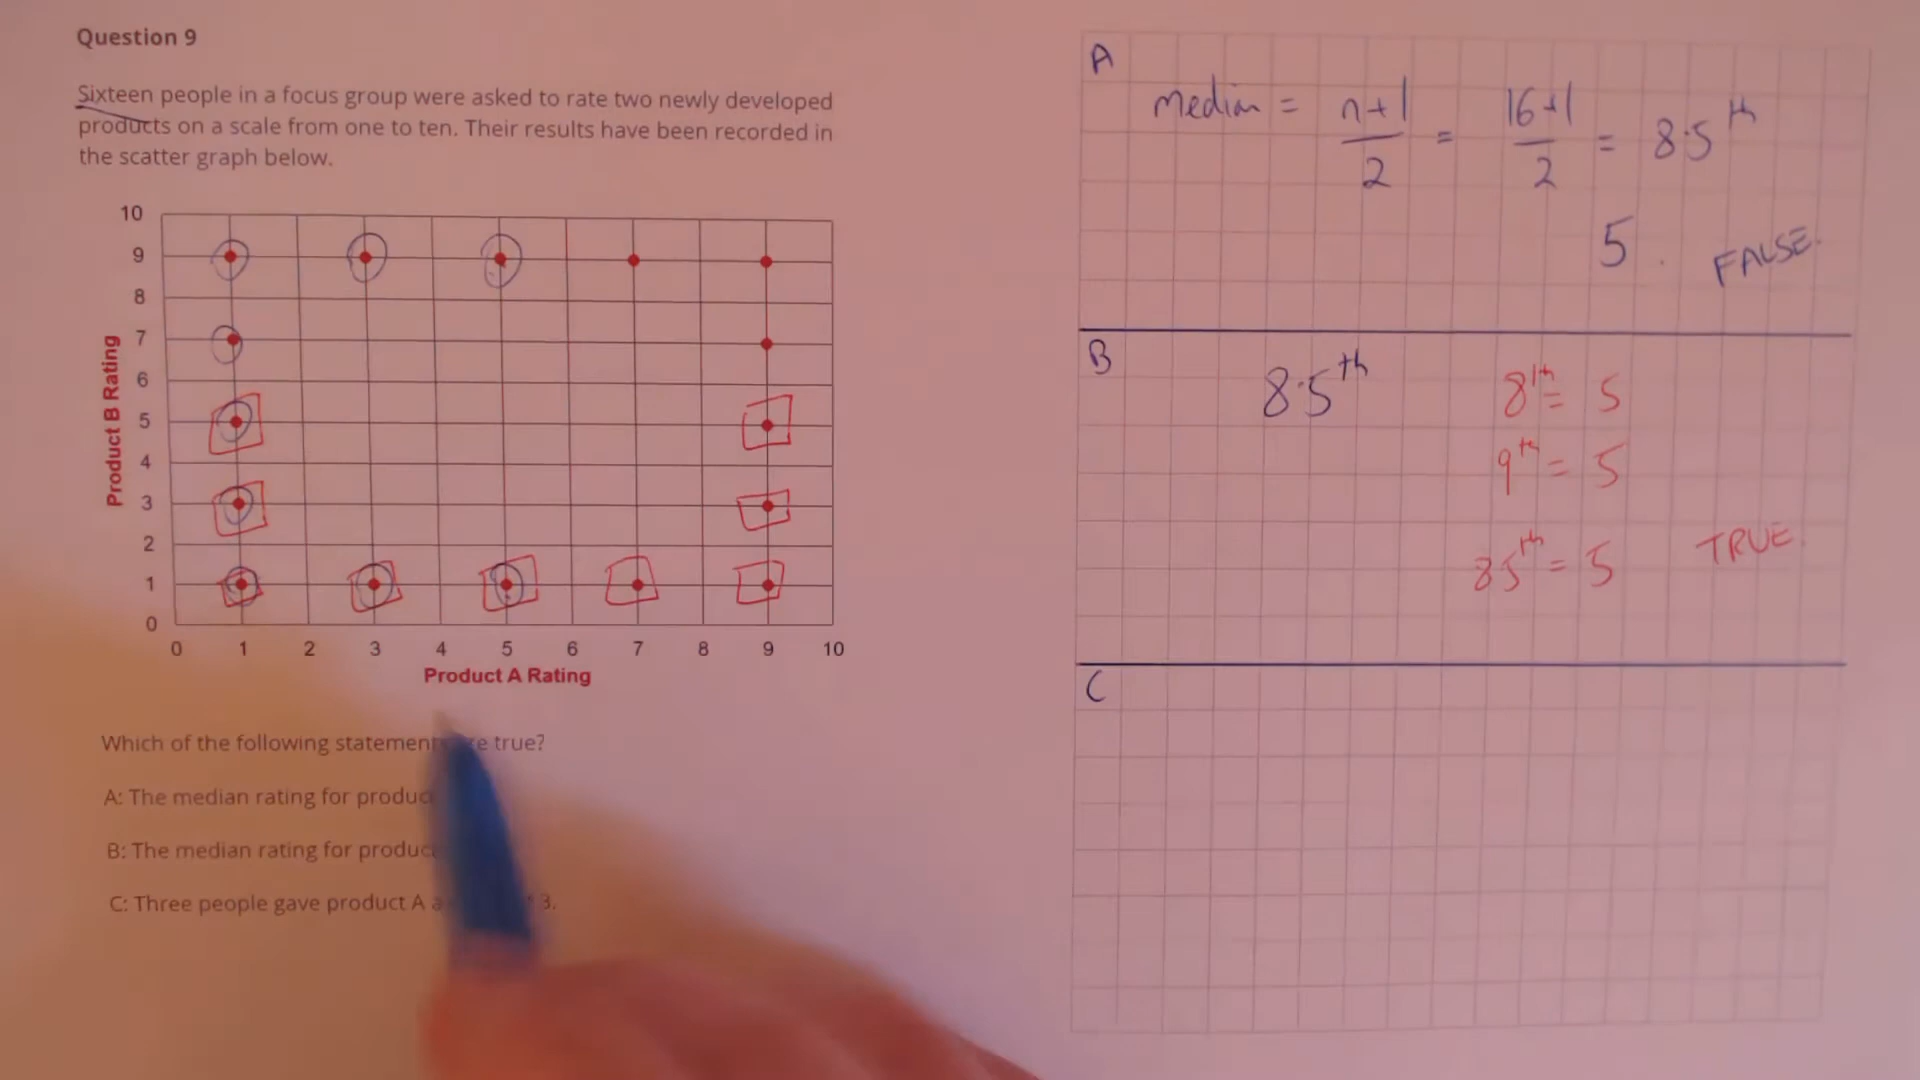 Question 9
Sixteen people in a focus group were asked to rate two newly developed
products on a scale from one to ten. Their results have been recorded in
the scatter graph below.
10
9
8
7
6
5
4
3
2
1
0
Product B Rating
0 1 2 3 4 5 6 7 8 9 10
Product A Rating
Which of the following statement true?
A: The median rating for
B: The median rating for
C: Three people gave product A 3.
A
median = n+1/2 = 16+1/2 = 8.5th
5. FALSE.
B
8.5th
8th = 5
9th = 5
8.5th = 5 TRUE.
C